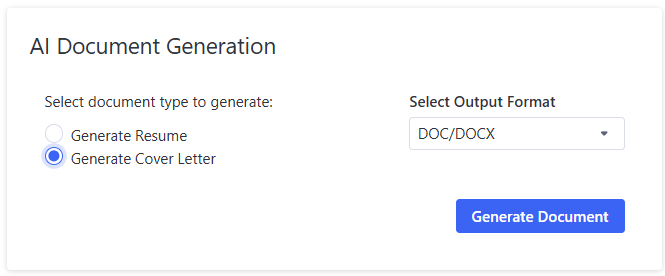 AI Document Generation
Select document type to generate:
Generate Resume
Generate Cover Letter
Select Output Format
DOC/DOCX
Generate Document